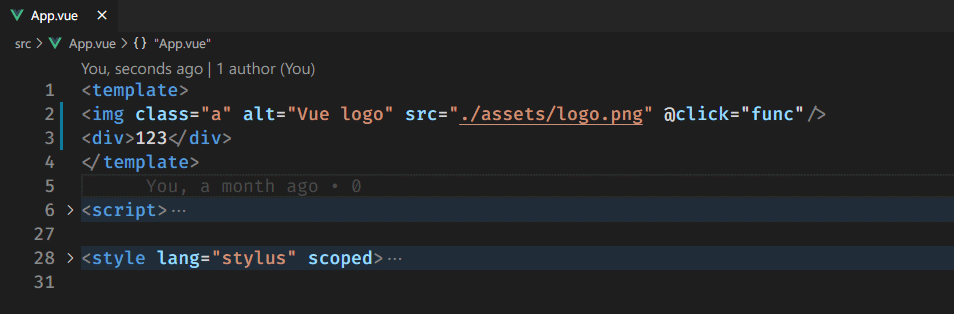 App.vue ×
src > App.vue > {} "App.vue"
You, seconds ago | 1 author (You)
1 <template>
2 <img class="a" alt="Vue logo" src="./assets/logo.png" @click="func"/>
3 <div>123</div>
4 </template>
5 You, a month ago • 0
6 > <script>…
27
28 > <style lang="stylus" scoped>…
31